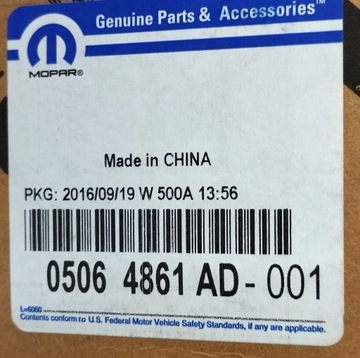 Genuine Parts & Accessories™
MOPAR®
Made in CHINA
PKG: 2016/09/19 W 500A 13:56
0506 4861 AD - 001
L=6060
Contents conform to U.S. Federal Motor Vehicle Safety Standards, if any are applicable.